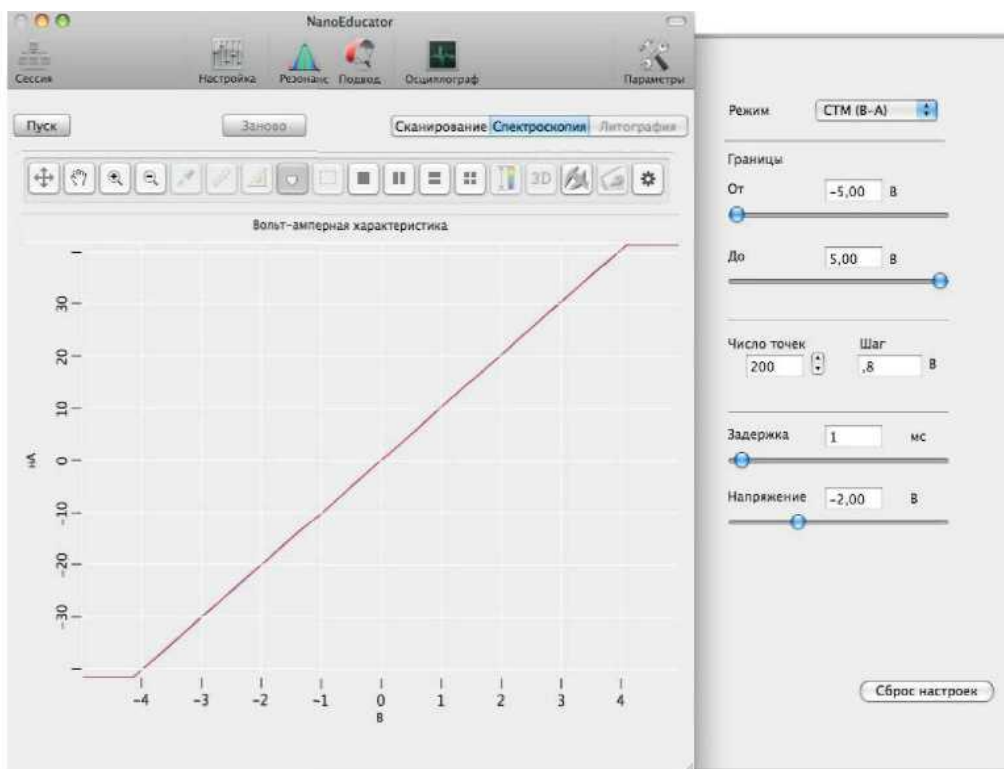 NanoEducator
Сессия Настройка Резонанс Подвод Осциллограф Параметры
Пуск Заново Сканирование Спектроскопия Литография
3D
Вольт-амперная характеристика
30
20
10
0
-10
-20
-30
нА
-4 -3 -2 -1 0 1 2 3 4
В
Режим СТМ (В-А)
Границы
От -5,00 В
До 5,00 В
Число точек Шаг
200 ,8 В
Задержка 1 мс
Напряжение -2,00 В
Сброс настроек